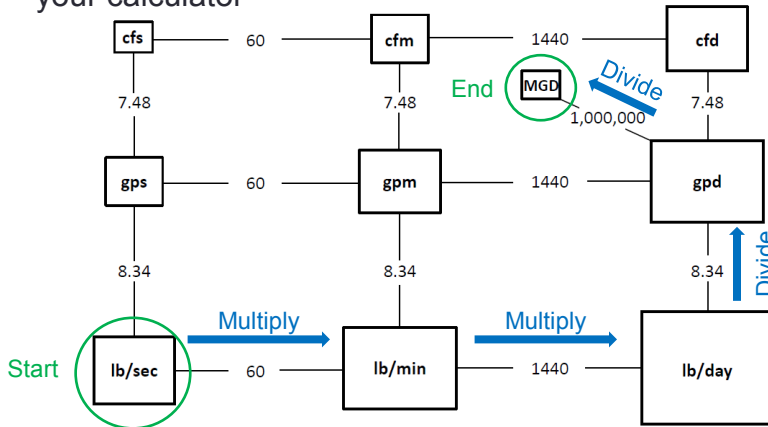 your calculator
cfs 60 cfm 1440 cfd
End MGD Divide
7.48 7.48 7.48
1,000,000
gps 60 gpm 1440 gpd
8.34 8.34 8.34 Divide
Multiply Multiply
Start lb/sec 60 lb/min 1440 lb/day